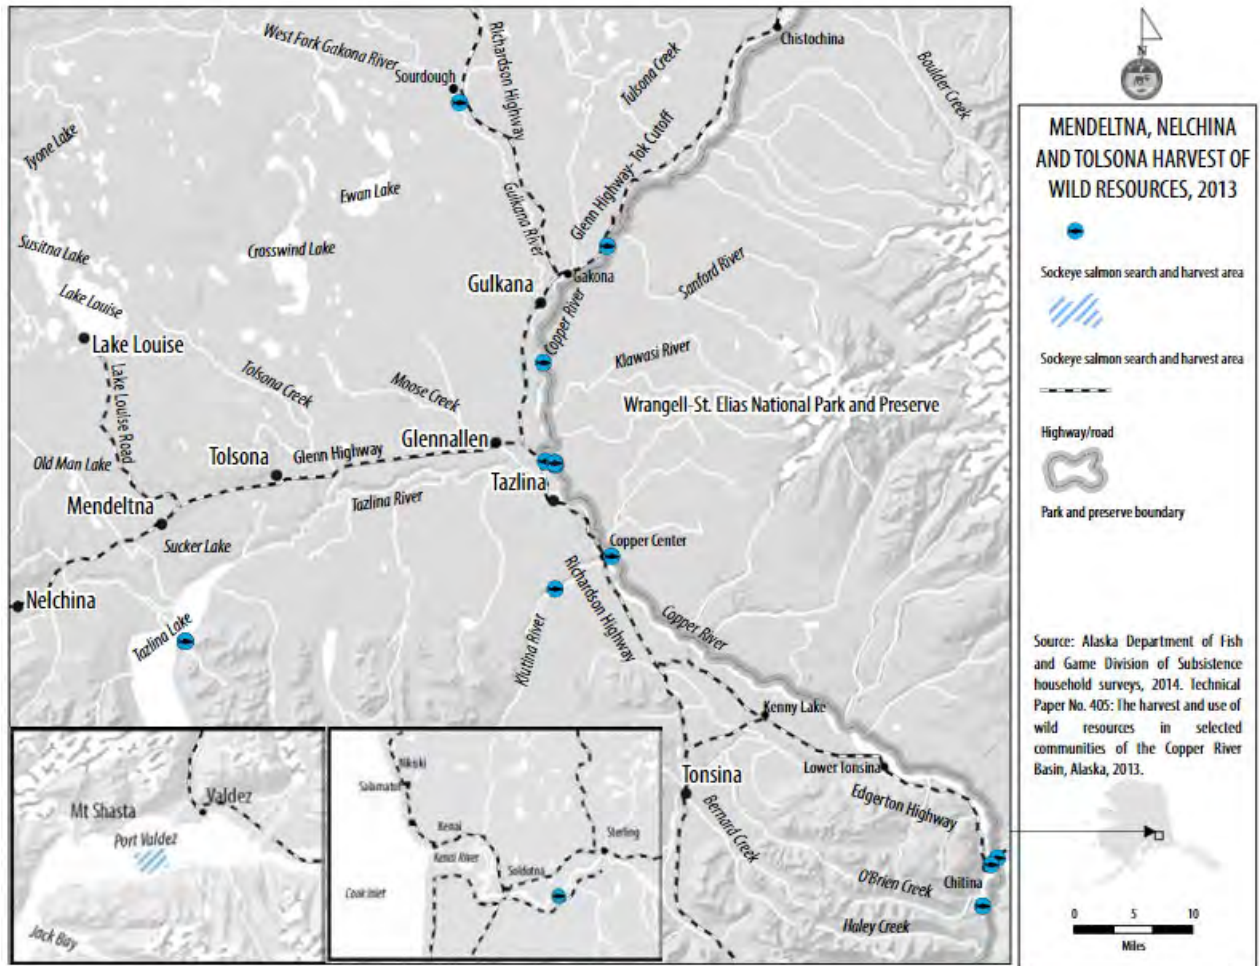 West Fork Gakona River
Richardson Highway
Chistochina
Sourdough
Tulsona Creek
Boulder Creek
Tyone Lake
Ewan Lake
Gulkana River
Glenn Highway- Tok Cutoff
Susitna Lake
Crosswind Lake
Gakona
Sanford River
Lake Louise
Gulkana
Copper River
Lake Louise
Klawasi River
Lake Louise Road
Tolsona Creek
Moose Creek
Wrangell-St. Elias National Park and Preserve
Glennallen
Old Man Lake
Tolsona
Glenn Highway
Tazlina
Mendeltna
Tazlina River
Sucker Lake
Copper Center
Nelchina
Richardson Highway
Tazlina Lake
Klutina River
Copper River
Kenny Lake
Lower Tonsina
Tonsina
Edgerton Highway
Bernard Creek
O'Brien Creek
Chitina
Haley Creek
Mt Shasta
Valdez
Port Valdez
Jack Bay
Nikiski
Salamatof
Kenai
Sterling
Kenai River
Soldotna
Cook Inlet
N
MENDELTNA, NELCHINA
AND TOLSONA HARVEST OF
WILD RESOURCES, 2013
Sockeye salmon search and harvest area
Sockeye salmon search and harvest area
Highway/road
Park and preserve boundary
Source: Alaska Department of Fish
and Game Division of Subsistence
household surveys, 2014. Technical
Paper No. 405: The harvest and use of
wild resources in selected
communities of the Copper River
Basin, Alaska, 2013.
0 5 10
Miles